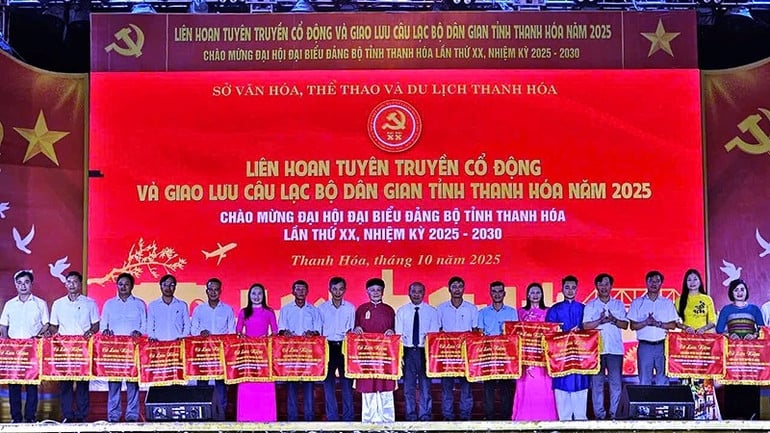 LIÊN HOAN TUYÊN TRUYỀN CỔ ĐỘNG VÀ GIAO LƯU CÂU LẠC BỘ DÂN GIAN TỈNH THANH HÓA NĂM 2025
CHÀO MỪNG ĐẠI HỘI ĐẠI BIỂU ĐẢNG BỘ TỈNH THANH HÓA LẦN THỨ XX, NHIỆM KỲ 2025 - 2030
SỞ VĂN HÓA, THỂ THAO VÀ DU LỊCH THANH HÓA
XX
LIÊN HOAN TUYÊN TRUYỀN CỔ ĐỘNG
VÀ GIAO LƯU CÂU LẠC BỘ DÂN GIAN TỈNH THANH HÓA NĂM 2025
CHÀO MỪNG ĐẠI HỘI ĐẠI BIỂU ĐẢNG BỘ TỈNH THANH HÓA
LẦN THỨ XX, NHIỆM KỲ 2025 - 2030
Thanh Hóa, tháng 10 năm 2025
Cờ Lưu Niệm